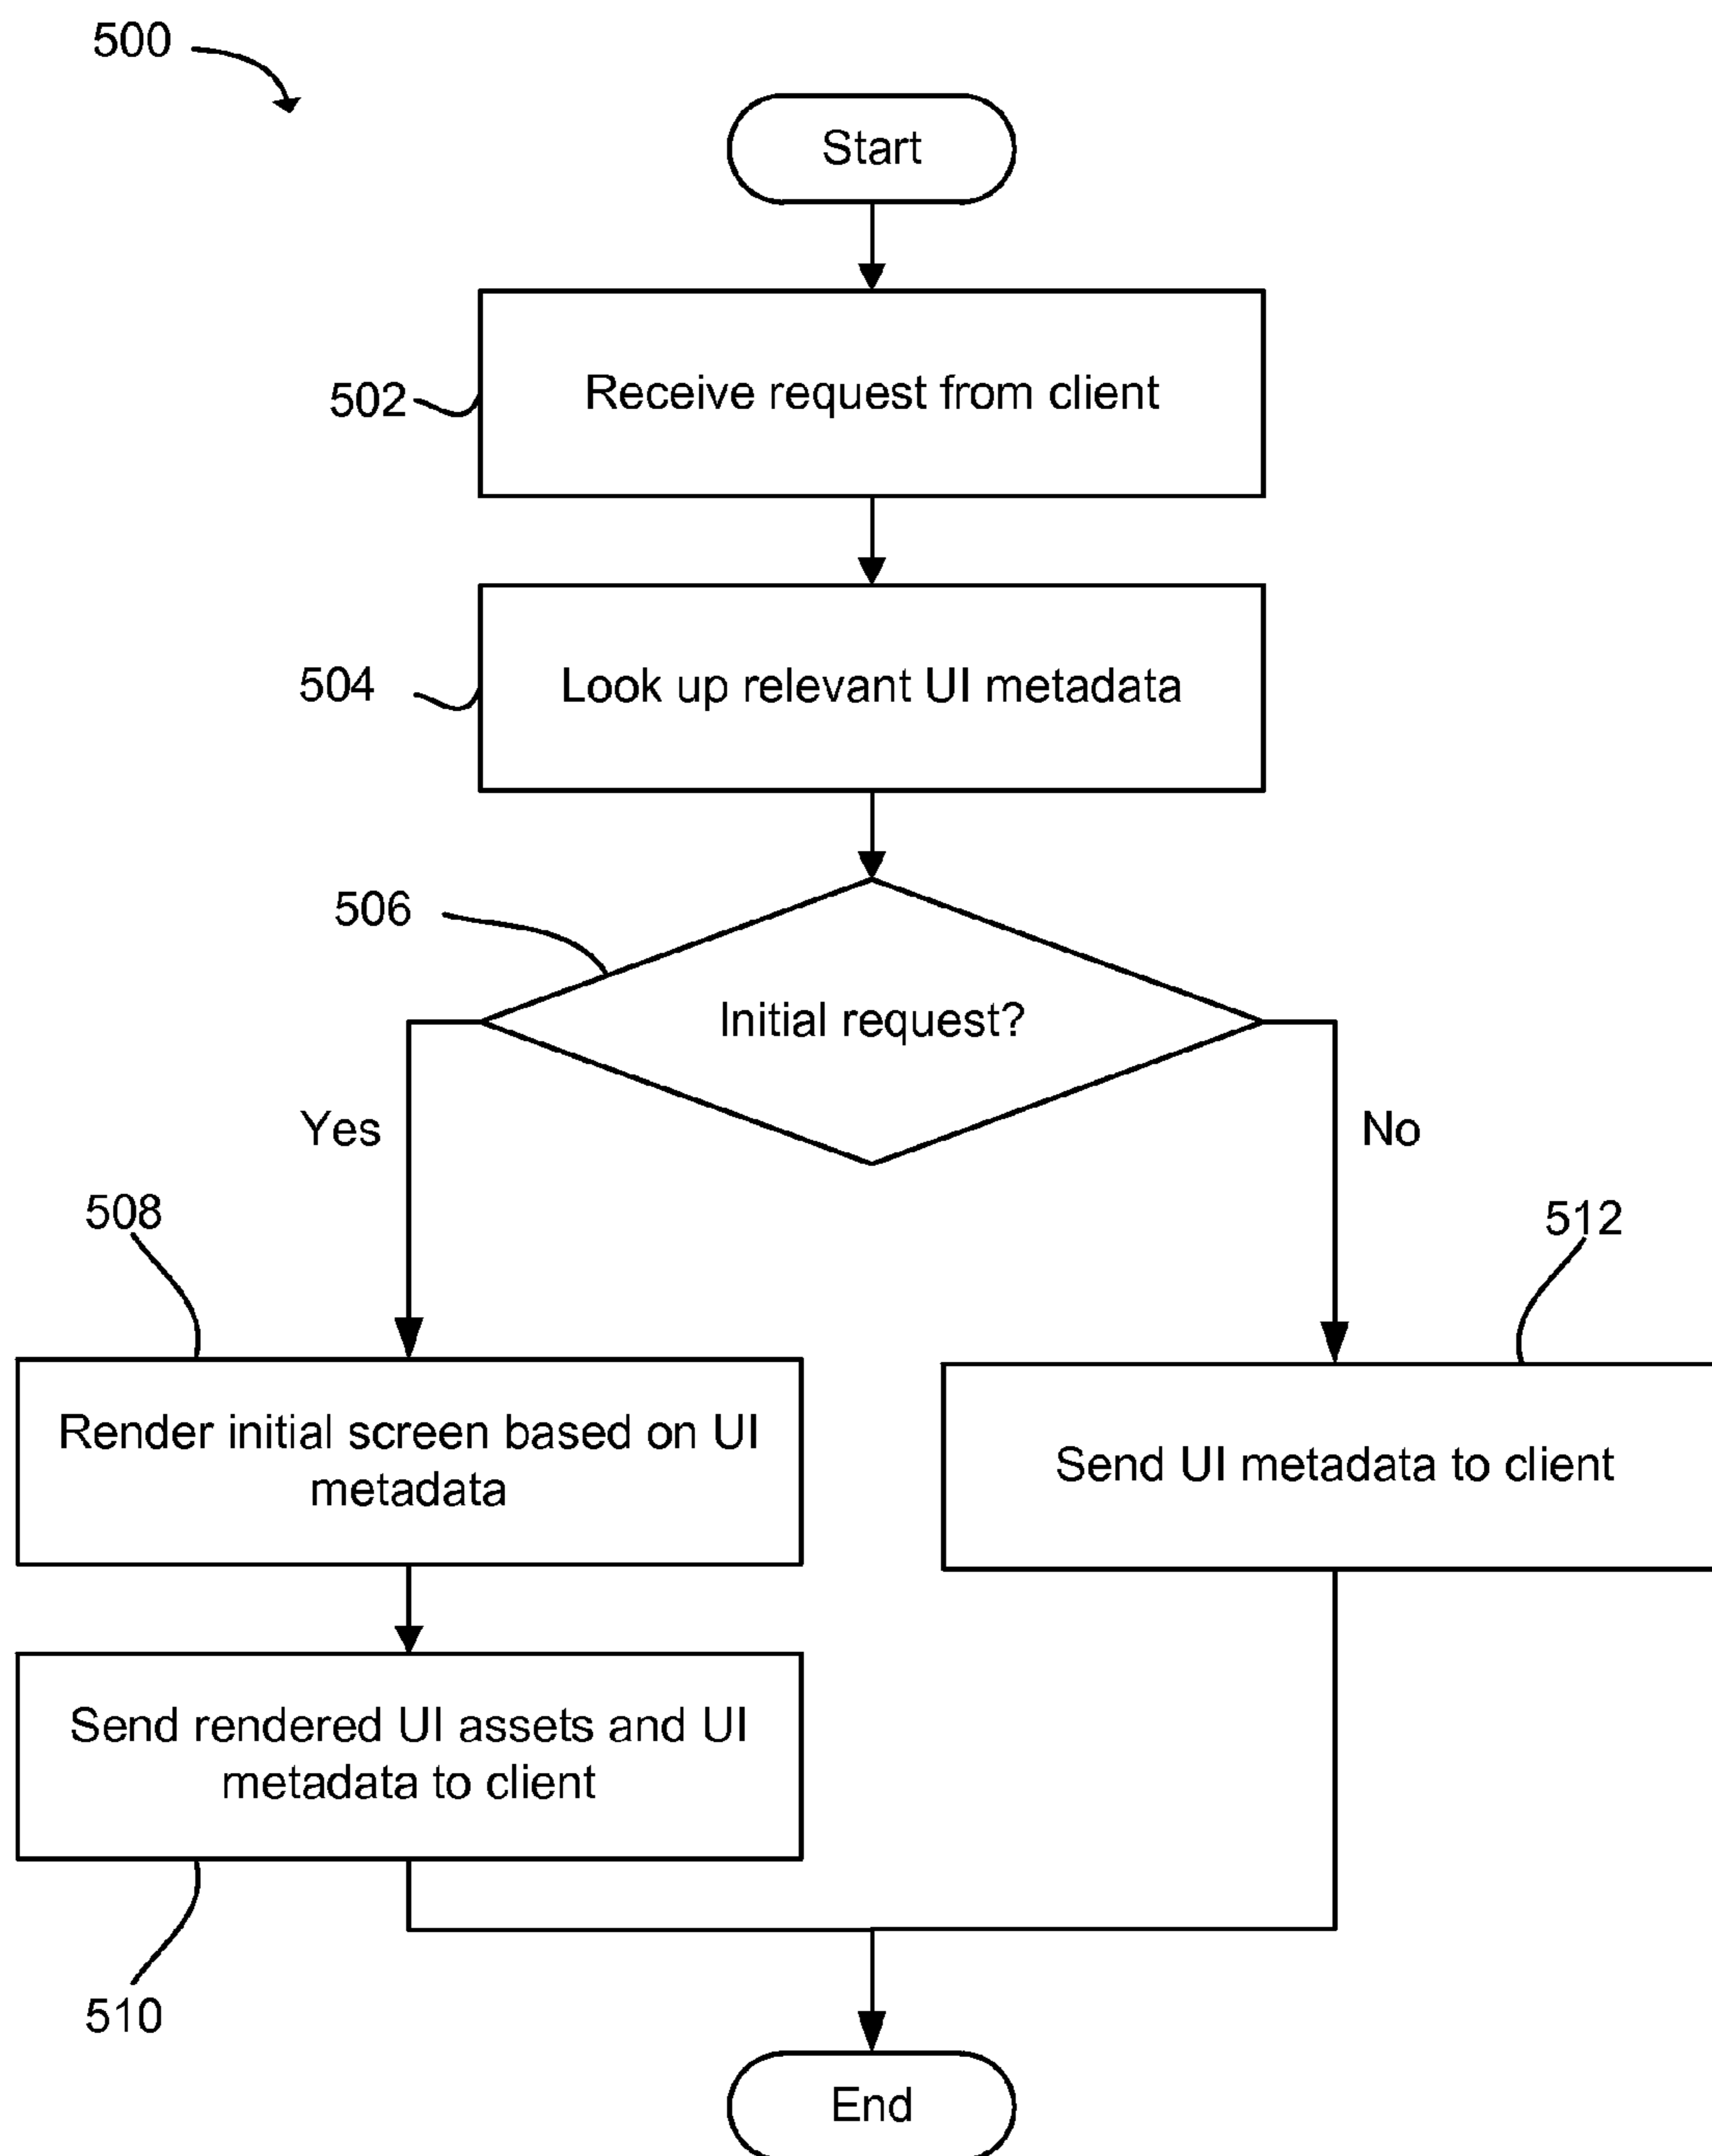 500
Start
502
Receive request from client
504
Look up relevant UI metadata
506
Initial request?
Yes
No
508
512
Render initial screen based on UI
metadata
Send UI metadata to client
Send rendered UI assets and UI
metadata to client
510
End